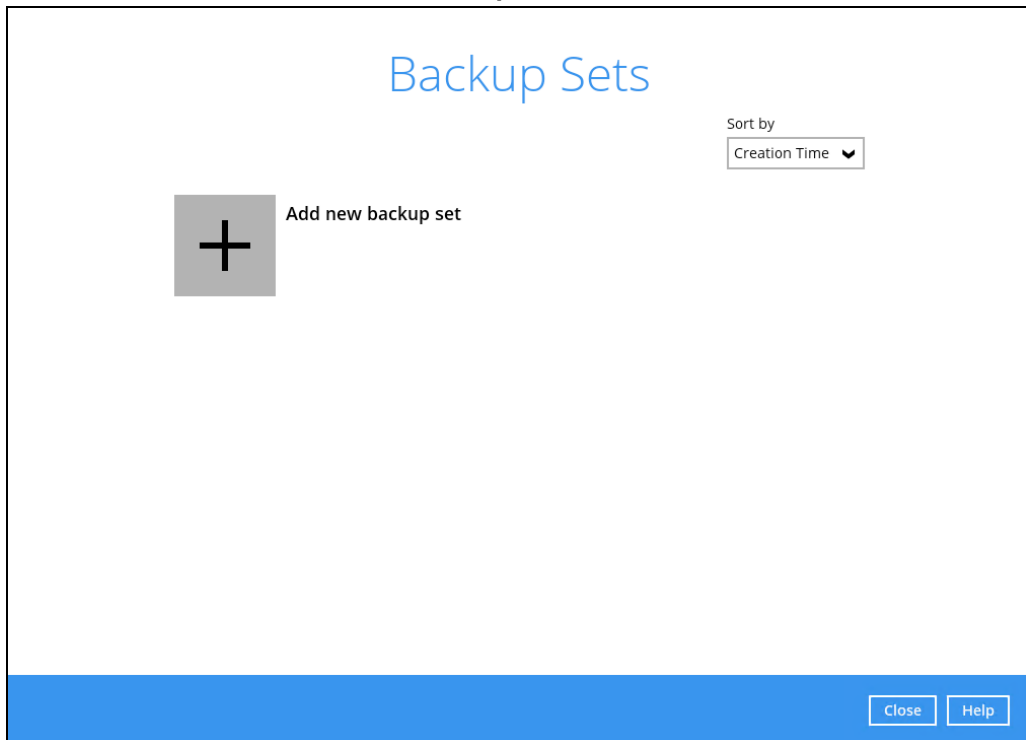 Backup Sets
Sort by
Creation Time
Add new backup set
Close Help